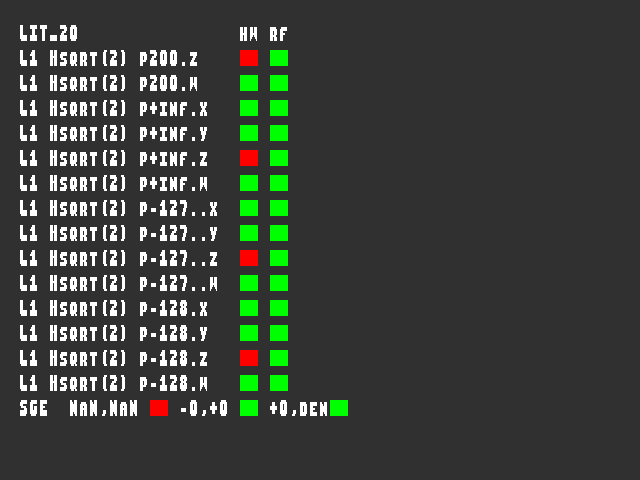 LIT_20 HW RF
L1 HSQRT(2) P200.Z
L1 HSQRT(2) P200.W
L1 HSQRT(2) P+INF.X
L1 HSQRT(2) P+INF.Y
L1 HSQRT(2) P+INF.Z
L1 HSQRT(2) P+INF.W
L1 HSQRT(2) P-127..X
L1 HSQRT(2) P-127..Y
L1 HSQRT(2) P-127..Z
L1 HSQRT(2) P-127..W
L1 HSQRT(2) P-128.X
L1 HSQRT(2) P-128.Y
L1 HSQRT(2) P-128.Z
L1 HSQRT(2) P-128.W
SGE NAN,NAN -0,+0 +0,DEN